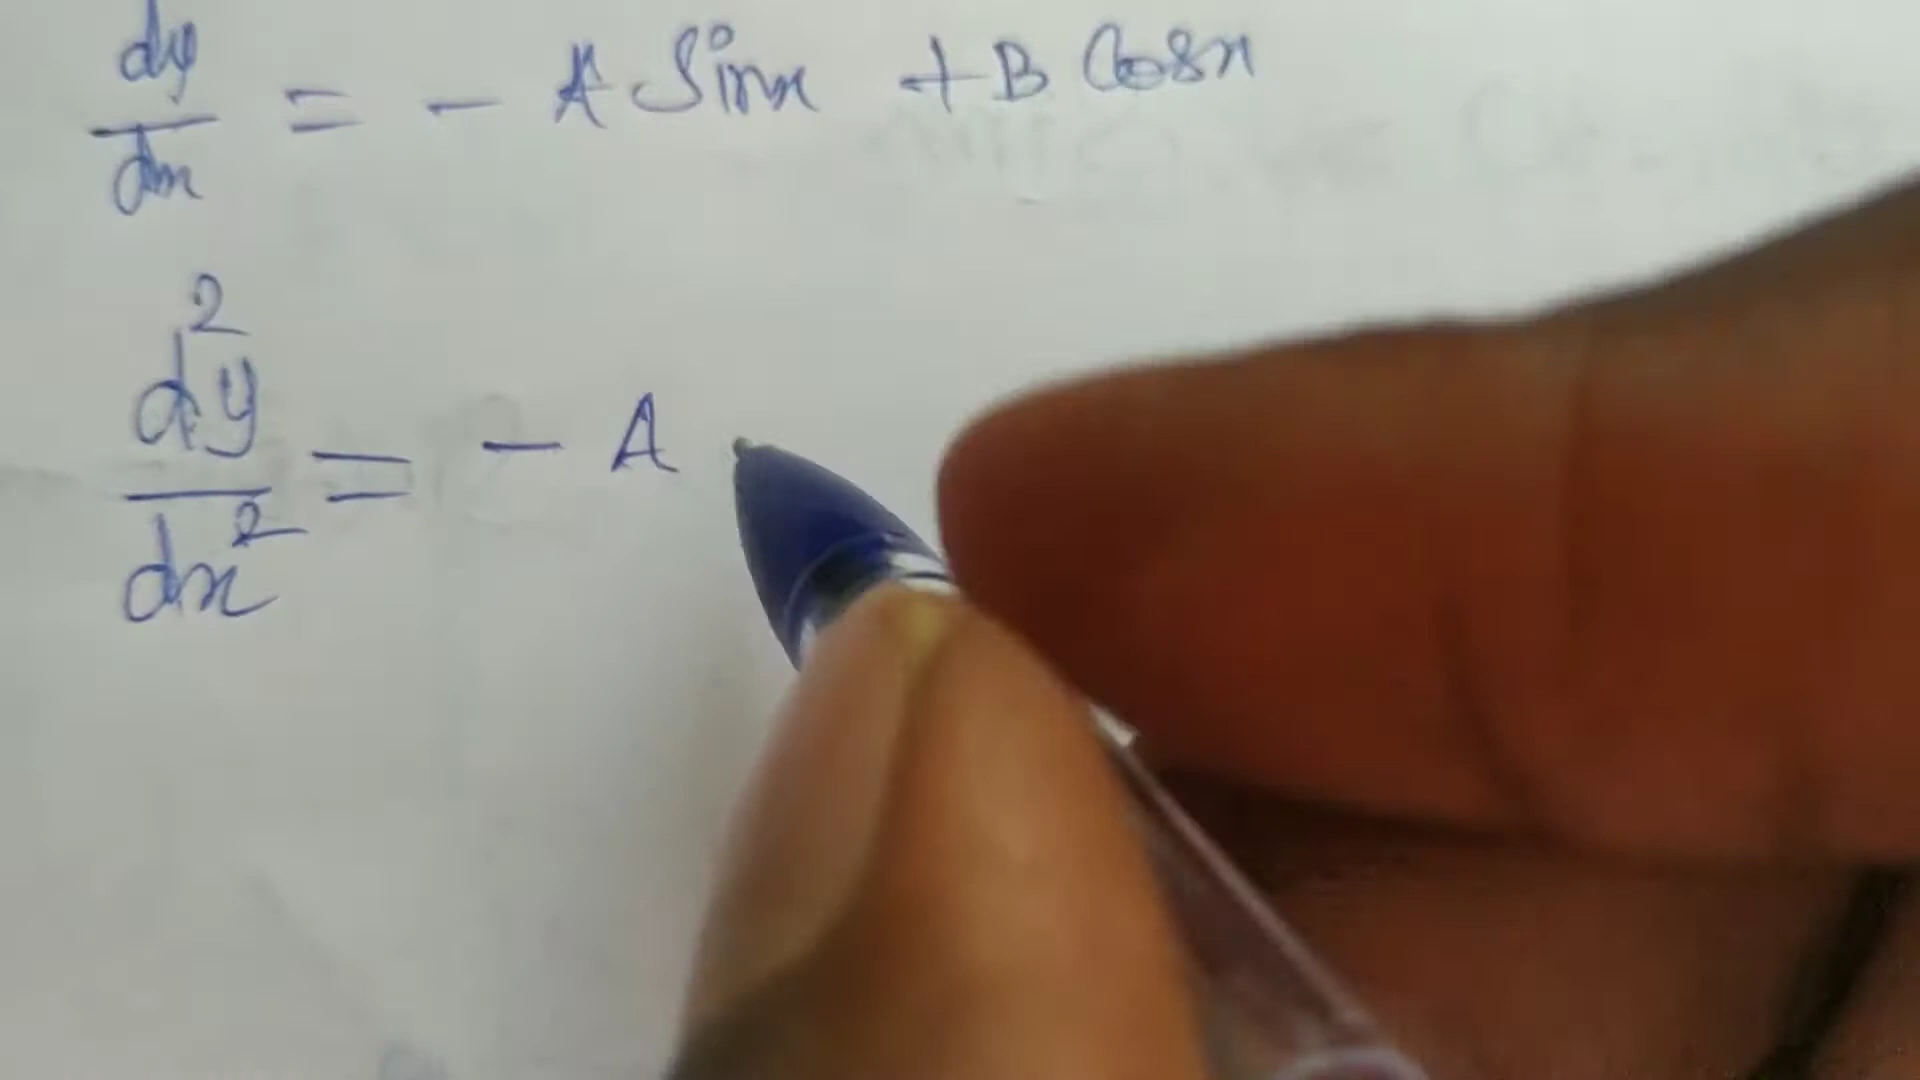 dy/dx = - A Sinx + B Cosx
d²y/dx² = - A